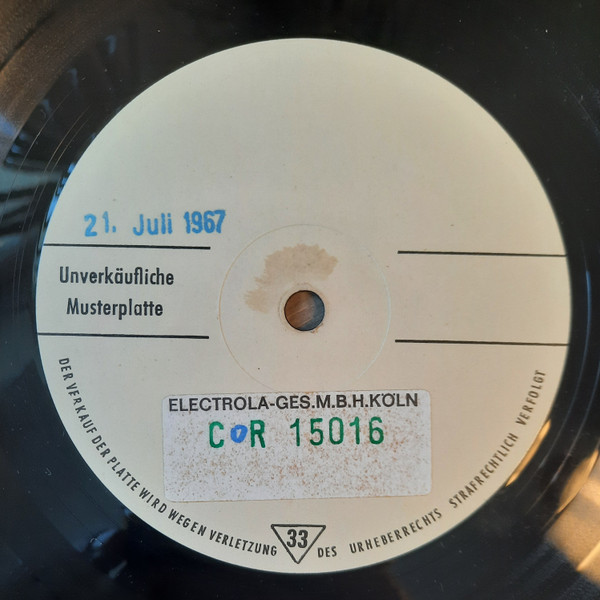 21. Juli 1967
Unverkäufliche
Musterplatte
ELECTROLA-GES.M.B.H.KÖLN
COR 15016
DER VERKAUF DER PLATTE WIRD WEGEN VERLETZUNG 33 DES URHEBERRECHTS STRAFRECHTLICH VERFOLGT